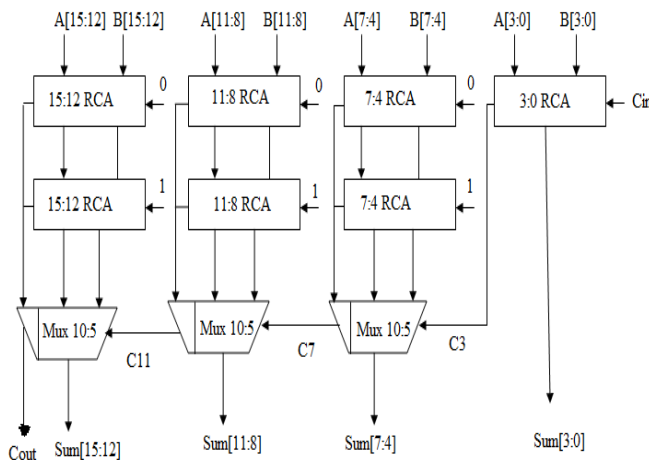 A[15:12] B[15:12] A[11:8] B[11:8] A[7:4] B[7:4] A[3:0] B[3:0]
0 0 0
15:12 RCA 11:8 RCA 7:4 RCA 3:0 RCA Cin
1 1 1
15:12 RCA 11:8 RCA 7:4 RCA
Mux 10:5 Mux 10:5 Mux 10:5
C11 C7 C3
Cout Sum[15:12] Sum[11:8] Sum[7:4] Sum[3:0]